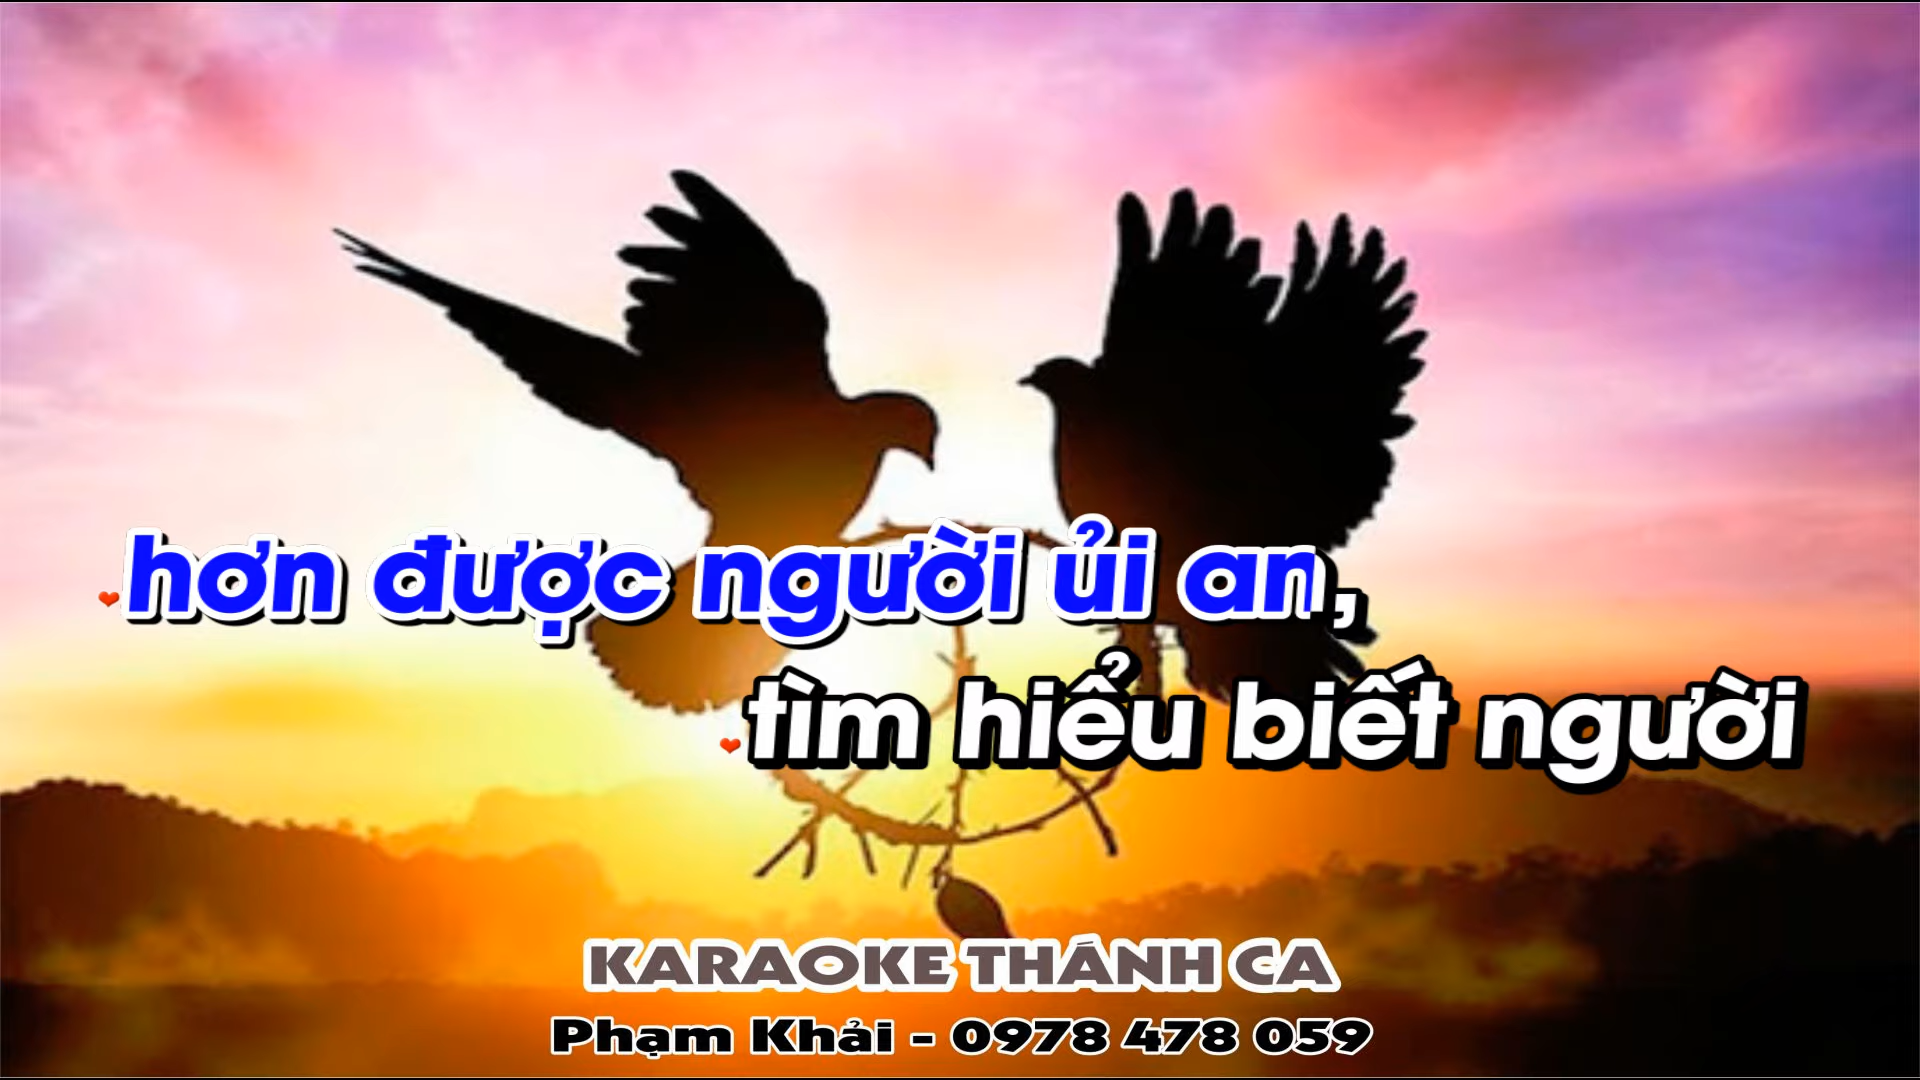 hơn được người ủi an,
tìm hiểu biết người
KARAOKE THÁNH CA
Phạm Khải - 0978 478 059